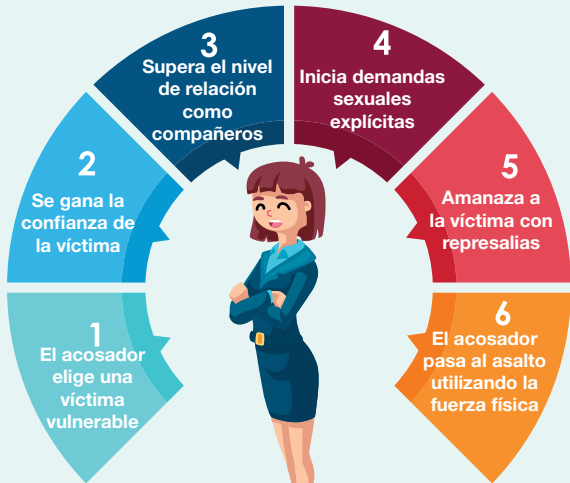 1
El acosador
elige una
víctima
vulnerable
2
Se gana la
confianza de
la víctima
3
Supera el nivel
de relación
como
compañeros
4
Inicia demandas
sexuales
explícitas
5
Amanaza a
la víctima con
represalias
6
El acosador
pasa al asalto
utilizando la
fuerza física